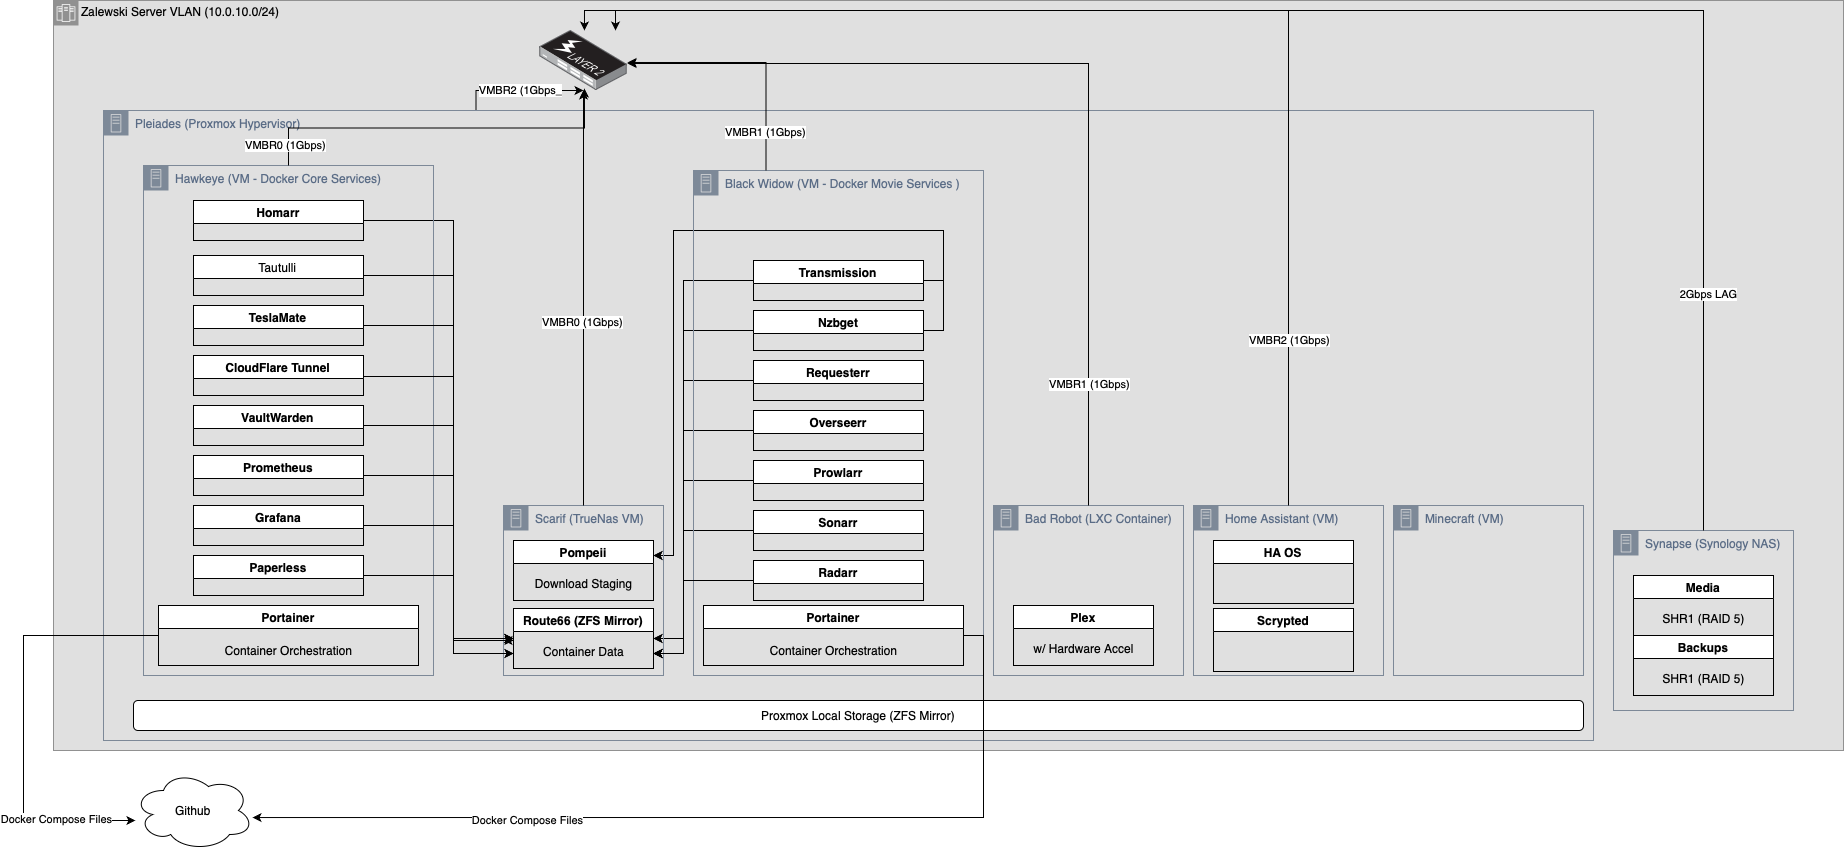 Zalewski Server VLAN (10.0.10.0/24)
LAYER 2
VMBR2 (1Gbps_
Pleiades (Proxmox Hypervisor)
VMBR0 (1Gbps)
VMBR1 (1Gbps)
Hawkeye (VM - Docker Core Services)
Homarr
Tautulli
TeslaMate
CloudFlare Tunnel
VaultWarden
Prometheus
Grafana
Paperless
Portainer
Container Orchestration
VMBR0 (1Gbps)
Scarif (TrueNas VM)
Pompeii
Download Staging
Route66 (ZFS Mirror)
Container Data
Black Widow (VM - Docker Movie Services )
Transmission
Nzbget
Requesterr
Overseerr
Prowlarr
Sonarr
Radarr
Portainer
Container Orchestration
VMBR1 (1Gbps)
Bad Robot (LXC Container)
Plex
w/ Hardware Accel
VMBR2 (1Gbps)
Home Assistant (VM)
HA OS
Scrypted
Minecraft (VM)
2Gbps LAG
Synapse (Synology NAS)
Media
SHR1 (RAID 5)
Backups
SHR1 (RAID 5)
Proxmox Local Storage (ZFS Mirror)
Github
Docker Compose Files
Docker Compose Files